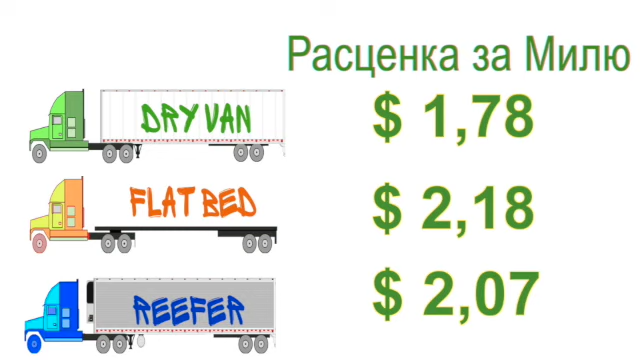 Расценка за Милю
DRY VAN
$ 1,78
FLAT BED
$ 2,18
REEFER
$ 2,07